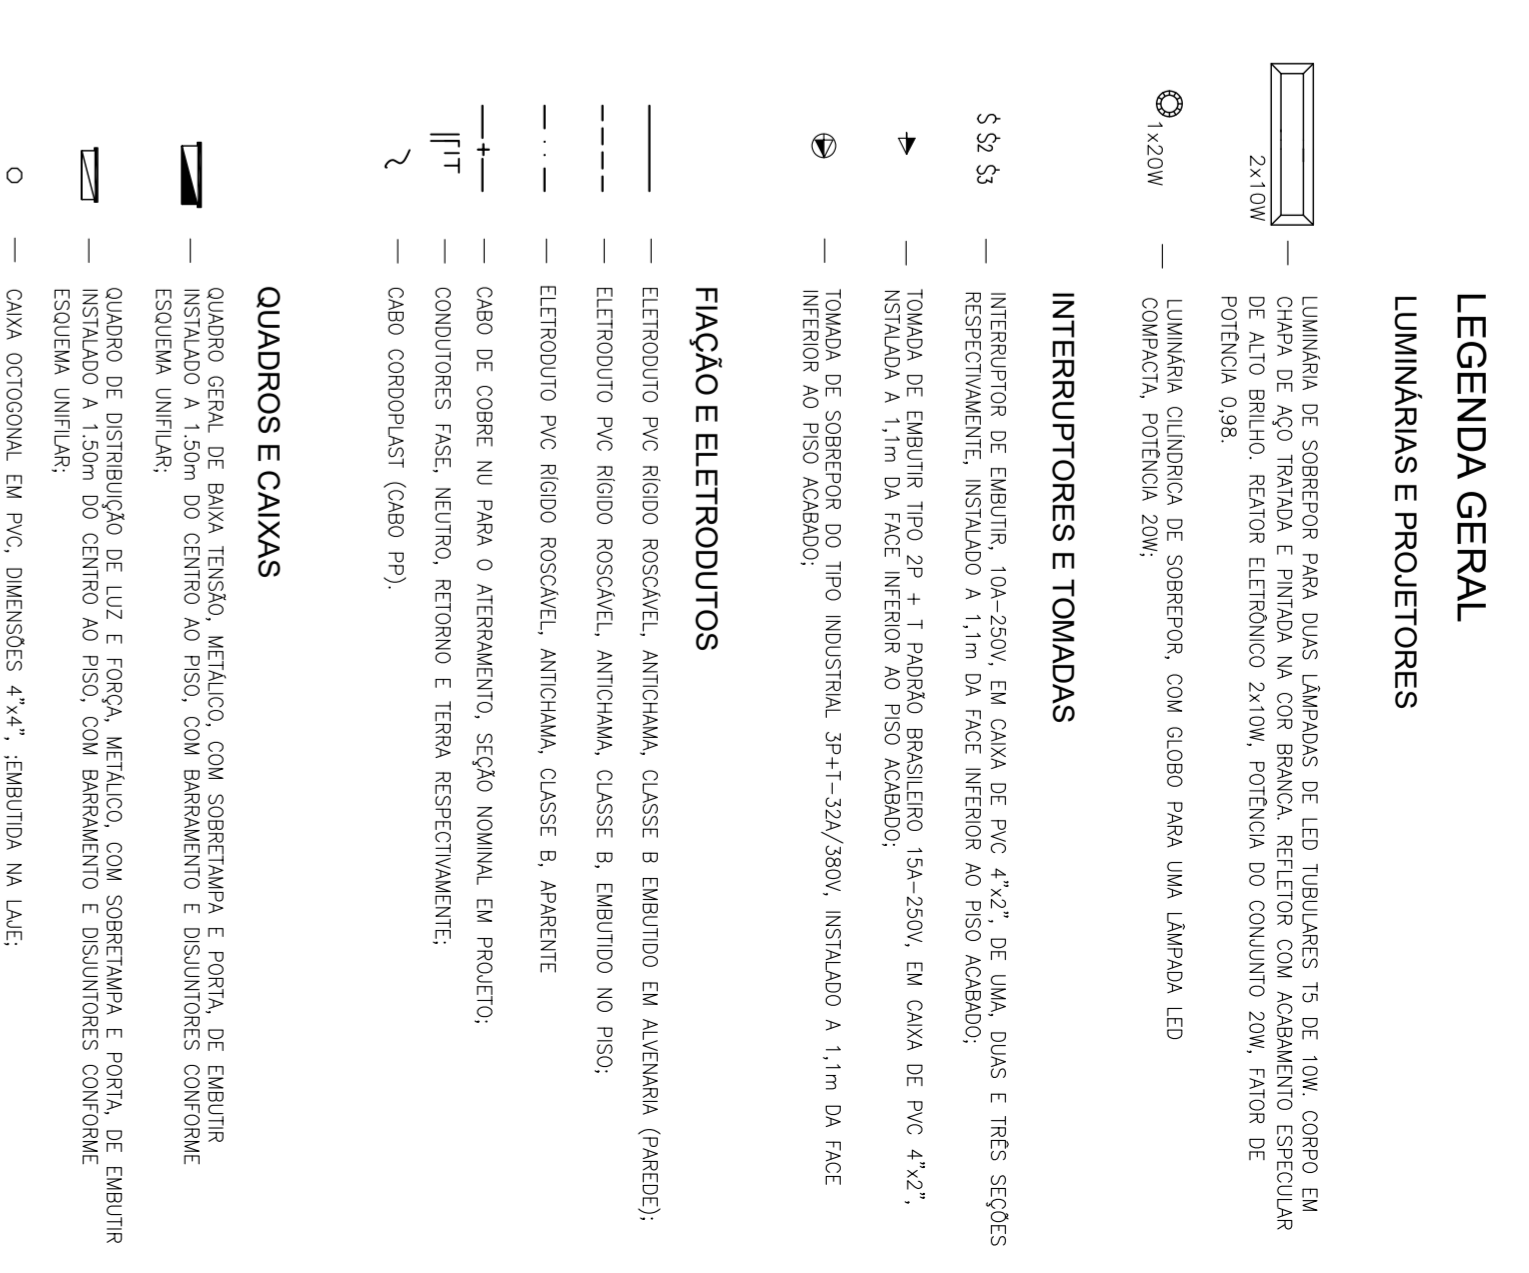 LEGENDA GERAL
LUMINÁRIAS E PROJETORES
2x10W
LUMINÁRIA DE SOBREPOR PARA DUAS LÂMPADAS DE LED TUBULARES T5 DE 10W. CORPO EM
CHAPA DE AÇO TRATADA E PINTADA NA COR BRANCA. REFLETOR COM ACABAMENTO ESPECULAR
DE ALTO BRILHO. REATOR ELETRÔNICO 2x10W, POTÊNCIA DO CONJUNTO 20W, FATOR DE
POTÊNCIA 0,98.
1x20W
LUMINÁRIA CILÍNDRICA DE SOBREPOR, COM GLOBO PARA UMA LÂMPADA LED
COMPACTA, POTÊNCIA 20W;
INTERRUPTORES E TOMADAS
S S2 S3
INTERRUPTOR DE EMBUTIR, 10A-250V, EM CAIXA DE PVC 4"x2", DE UMA, DUAS E TRÊS SEÇÕES
RESPECTIVAMENTE, INSTALADO A 1,1m DA FACE INFERIOR AO PISO ACABADO;
TOMADA DE EMBUTIR TIPO 2P + T PADRÃO BRASILEIRO 15A-250V, EM CAIXA DE PVC 4"x2",
NSTALADA A 1,1m DA FACE INFERIOR AO PISO ACABADO;
TOMADA DE SOBREPOR DO TIPO INDUSTRIAL 3P+T-32A/380V, INSTALADO A 1,1m DA FACE
INFERIOR AO PISO ACABADO;
FIAÇÃO E ELETRODUTOS
ELETRODUTO PVC RÍGIDO ROSCÁVEL, ANTICHAMA, CLASSE B EMBUTIDO EM ALVENARIA (PAREDE);
ELETRODUTO PVC RÍGIDO ROSCÁVEL, ANTICHAMA, CLASSE B, EMBUTIDO NO PISO;
ELETRODUTO PVC RÍGIDO ROSCÁVEL, ANTICHAMA, CLASSE B, APARENTE
CABO DE COBRE NU PARA O ATERRAMENTO, SEÇÃO NOMINAL EM PROJETO;
CONDUTORES FASE, NEUTRO, RETORNO E TERRA RESPECTIVAMENTE;
CABO CORDOPLAST (CABO PP).
QUADROS E CAIXAS
QUADRO GERAL DE BAIXA TENSÃO, METÁLICO, COM SOBRETAMPA E PORTA, DE EMBUTIR
INSTALADO A 1.50m DO CENTRO AO PISO, COM BARRAMENTO E DISJUNTORES CONFORME
ESQUEMA UNIFILAR;
QUADRO DE DISTRIBUIÇÃO DE LUZ E FORÇA, METÁLICO, COM SOBRETAMPA E PORTA, DE EMBUTIR
INSTALADO A 1.50m DO CENTRO AO PISO, COM BARRAMENTO E DISJUNTORES CONFORME
ESQUEMA UNIFILAR;
CAIXA OCTOGONAL EM PVC, DIMENSÕES 4"x4", ;EMBUTIDA NA LAJE;